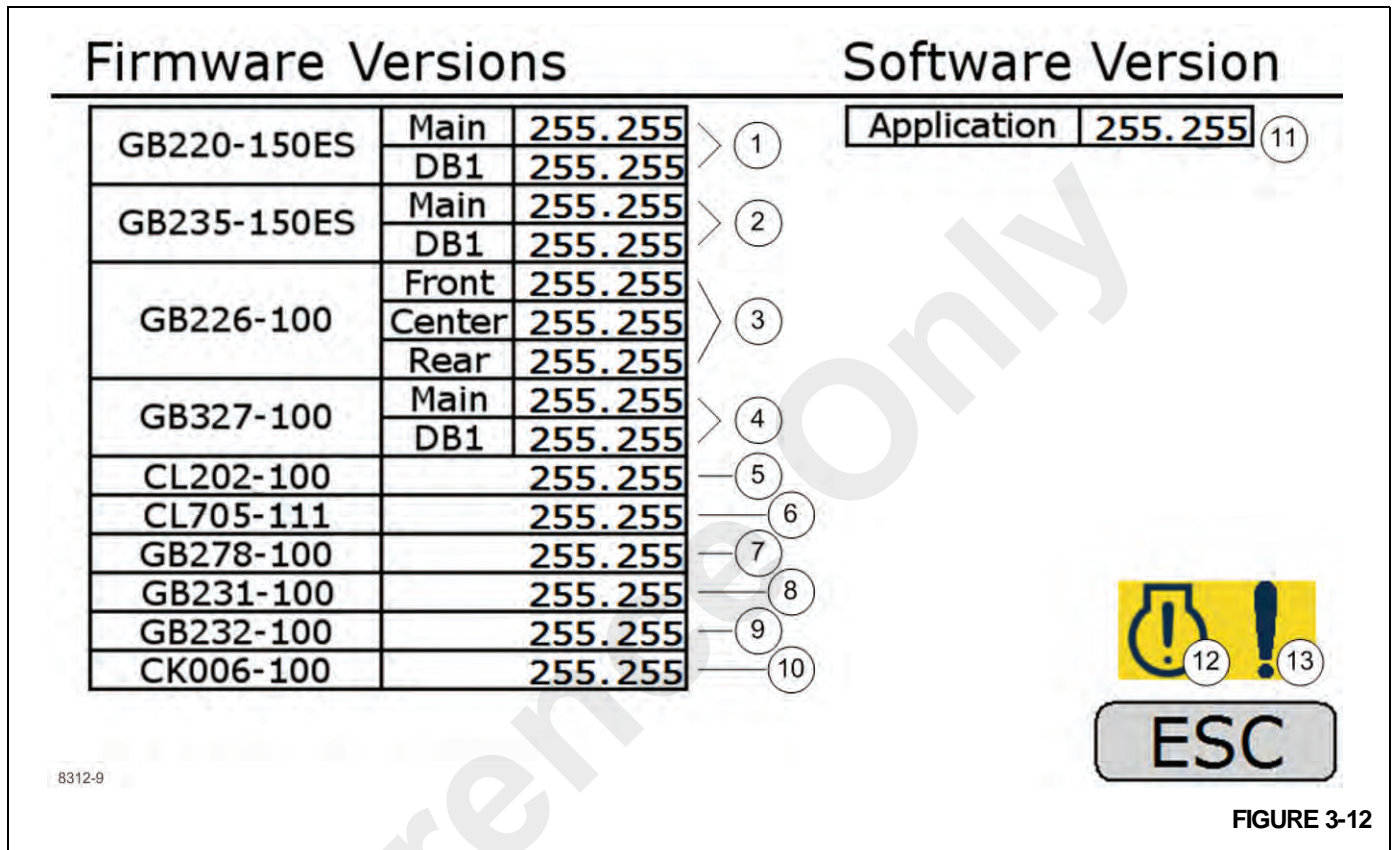 Firmware Versions Software Version
GB220-150ES Main 255.255 1 Application 255.255 11
DB1 255.255
GB235-150ES Main 255.255 2
DB1 255.255
GB226-100 Front 255.255 3
Center 255.255
Rear 255.255
GB327-100 Main 255.255 4
DB1 255.255
CL202-100 255.255 5
CL705-111 255.255 6
GB278-100 255.255 7
GB231-100 255.255 8
GB232-100 255.255 9
CK006-100 255.255 10
12 13
ESC
8312-9
FIGURE 3-12
rence Only